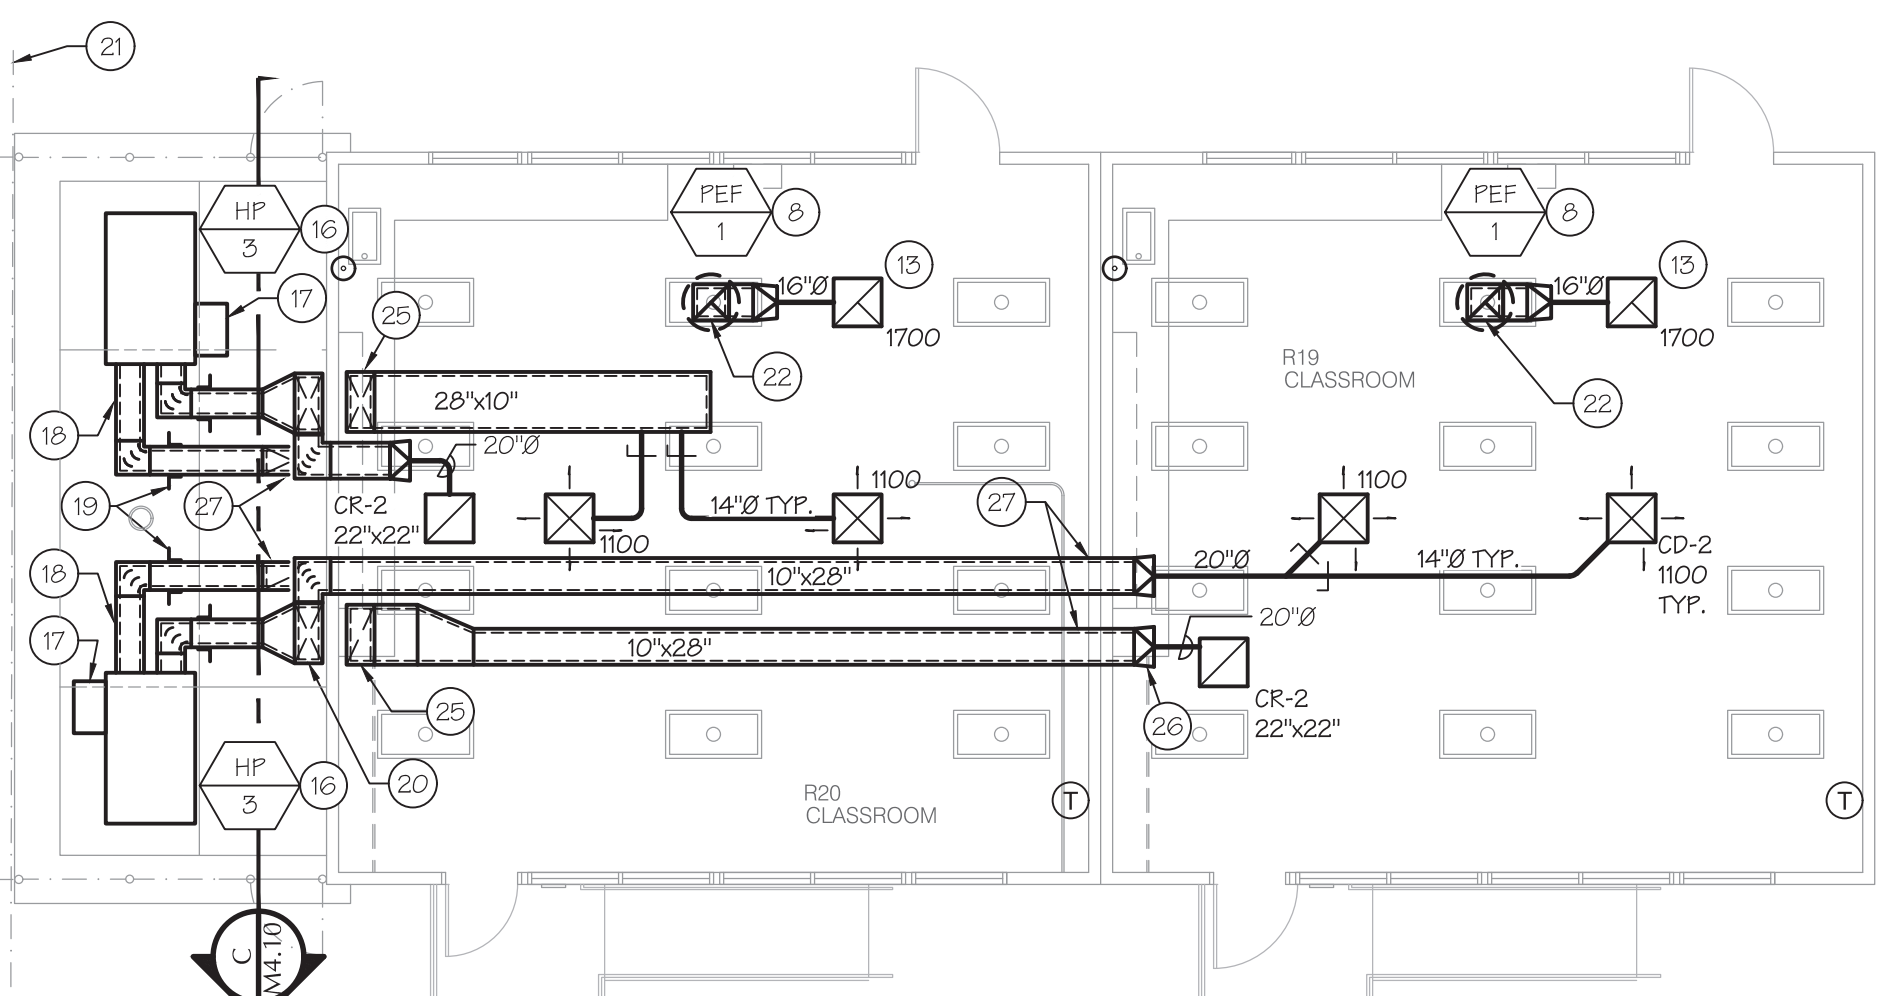 21
HP
3
16
PEF
1
8
PEF
1
8
17
25
16"Ø
13
1700
16"Ø
13
1700
22
R19
CLASSROOM
22
28"x10"
18
20"Ø
19
27
CR-2
22"x22"
1100
14"Ø TYP.
1100
27
1100
CD-2
1100
TYP.
18
10"x28"
20"Ø
14"Ø TYP.
17
10"x28"
20"Ø
25
26
CR-2
22"x22"
HP
3
16
20
R20
CLASSROOM
T
T
C
M4.10